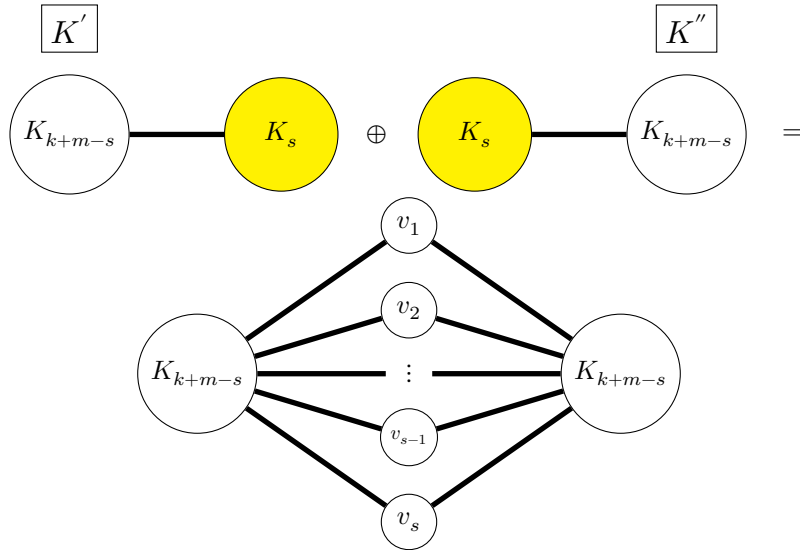 K′ K″
K_{k+m−s} K_s ⊕ K_s K_{k+m−s} =
v_1
v_2
K_{k+m−s} ⋮ K_{k+m−s}
v_{s−1}
v_s